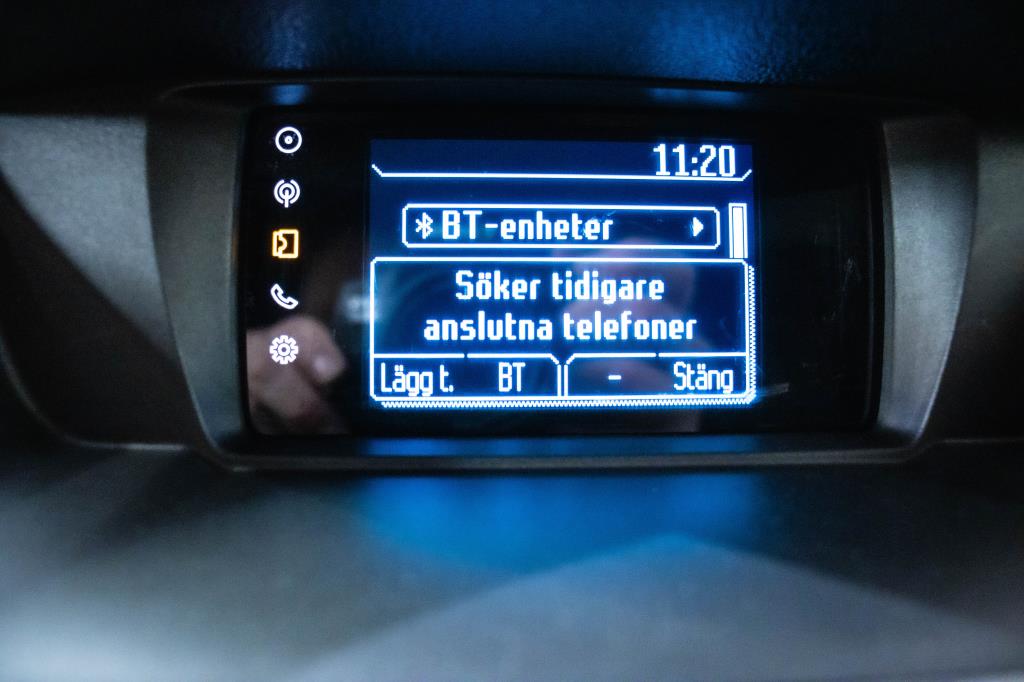 11:20
BT-enheter
Söker tidigare
anslutna telefoner
Lägg t. BT - Stäng